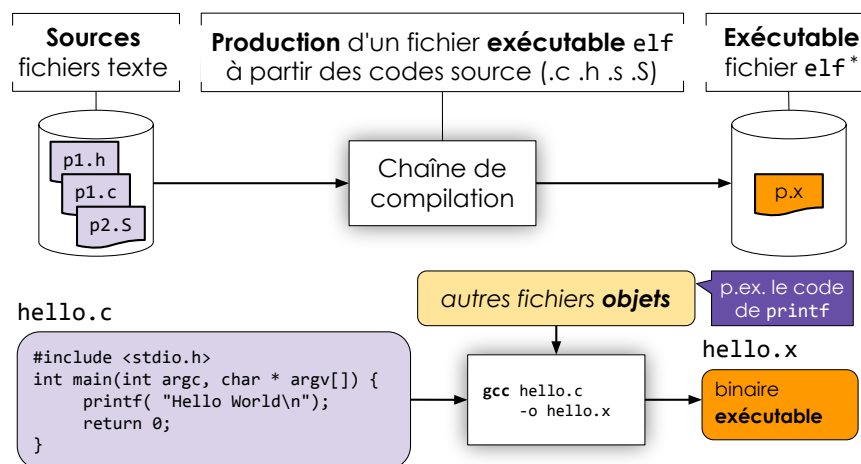 Sources
fichiers texte
Production d'un fichier exécutable elf
à partir des codes source (.c .h .s .S)
Exécutable
fichier elf*
p1.h
p1.c
p2.S
Chaîne de
compilation
p.x
autres fichiers objets
p.ex. le code
de printf
hello.c
#include <stdio.h>
int main(int argc, char * argv[]) {
printf( "Hello World\n");
return 0;
}
gcc hello.c
-o hello.x
hello.x
binaire
exécutable